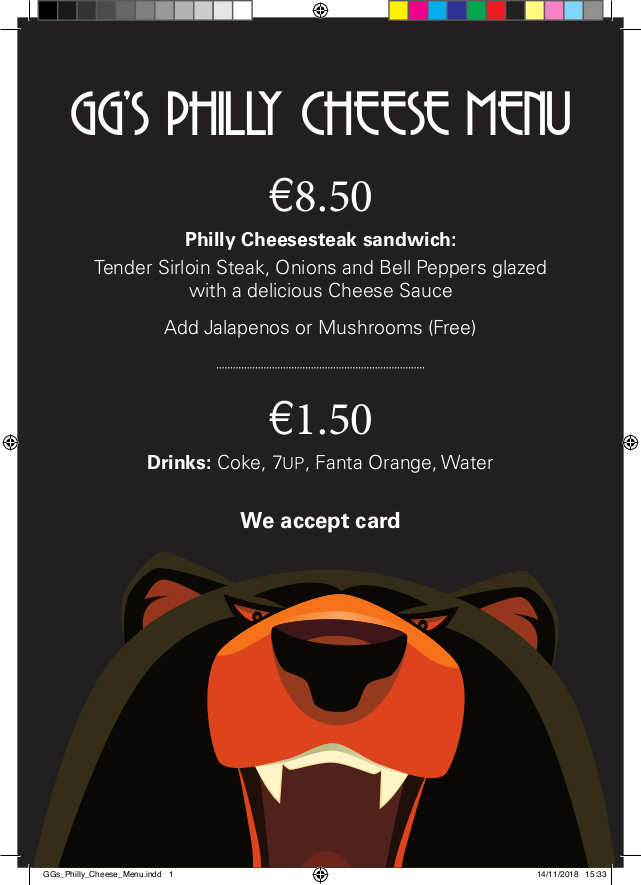 GG'S PHILLY CHEESE MENU
€8.50
Philly Cheesesteak sandwich:
Tender Sirloin Steak, Onions and Bell Peppers glazed
with a delicious Cheese Sauce
Add Jalapenos or Mushrooms (Free)
€1.50
Drinks: Coke, 7UP, Fanta Orange, Water
We accept card
GGs_Philly_Cheese_Menu.indd 1 14/11/2018 15:33